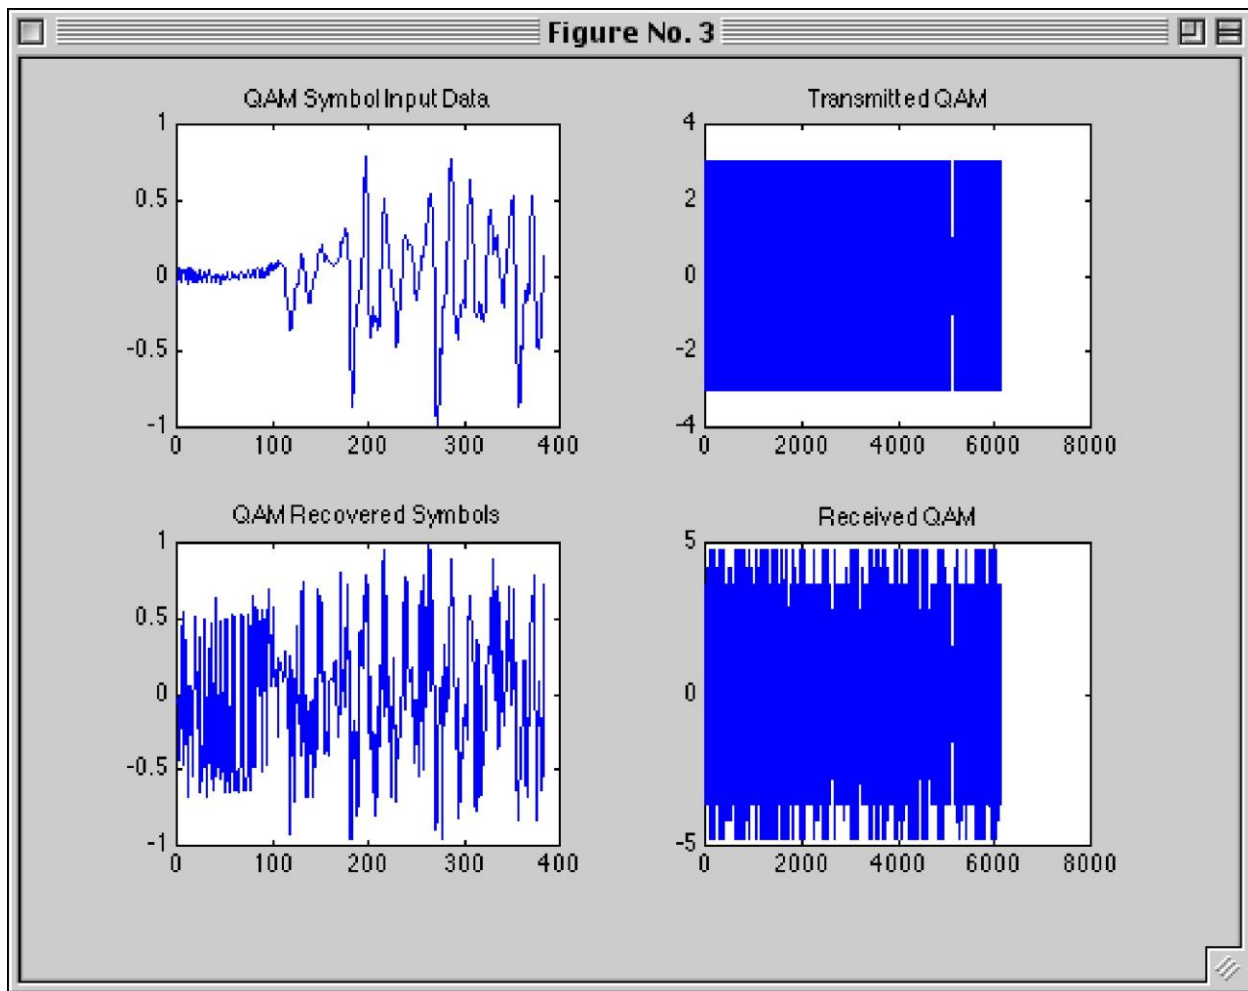 Figure No. 3
QAM Symbol Input Data
1
0.5
0
-0.5
-1
0 100 200 300 400
Transmitted QAM
4
2
0
-2
-4
0 2000 4000 6000 8000
QAM Recovered Symbols
1
0.5
0
-0.5
-1
0 100 200 300 400
Received QAM
5
0
-5
0 2000 4000 6000 8000